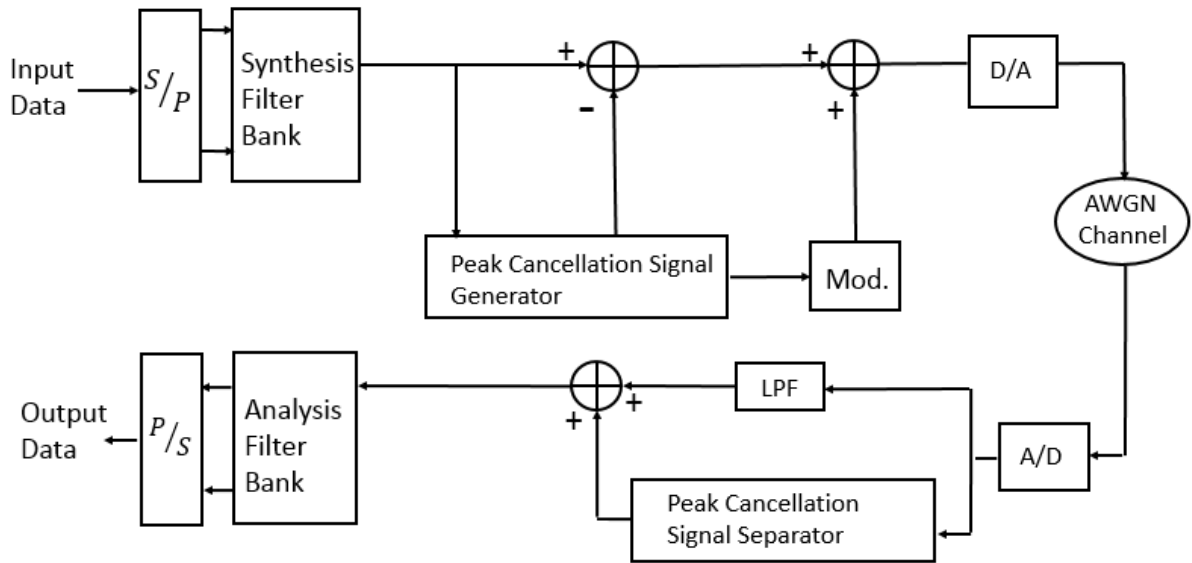 Input
Data
S/P
Synthesis
Filter
Bank
+
-
+
+
D/A
AWGN
Channel
Peak Cancellation Signal
Generator
Mod.
Output
Data
P/S
Analysis
Filter
Bank
+
+
LPF
A/D
Peak Cancellation
Signal Separator